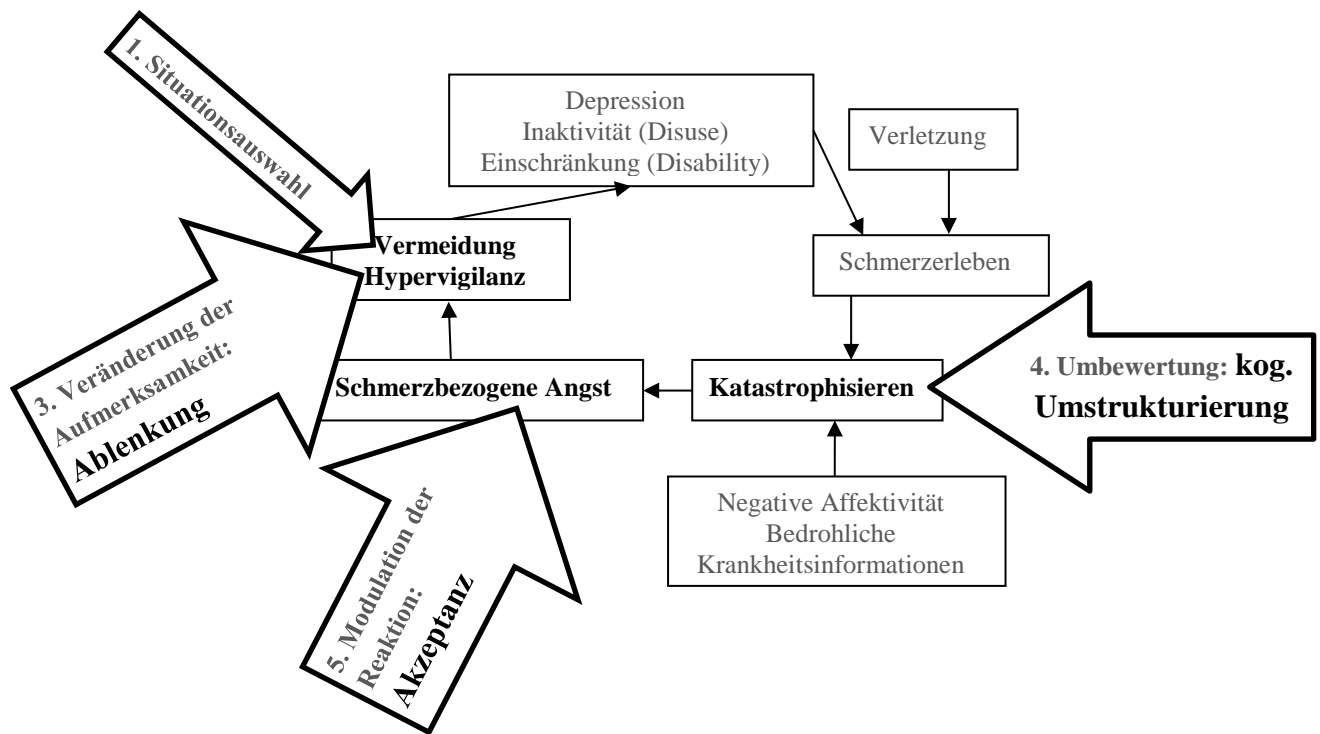 1. Situationsauswahl
Depression
Inaktivität (Disuse)
Einschränkung (Disability)
Verletzung
Vermeidung
Hypervigilanz
Schmerzerleben
3. Veränderung der
Aufmerksamkeit:
Ablenkung
Schmerzbezogene Angst
Katastrophisieren
4. Umbewertung: kog.
Umstrukturierung
5. Modulation der
Reaktion:
Akzeptanz
Negative Affektivität
Bedrohliche
Krankheitsinformationen